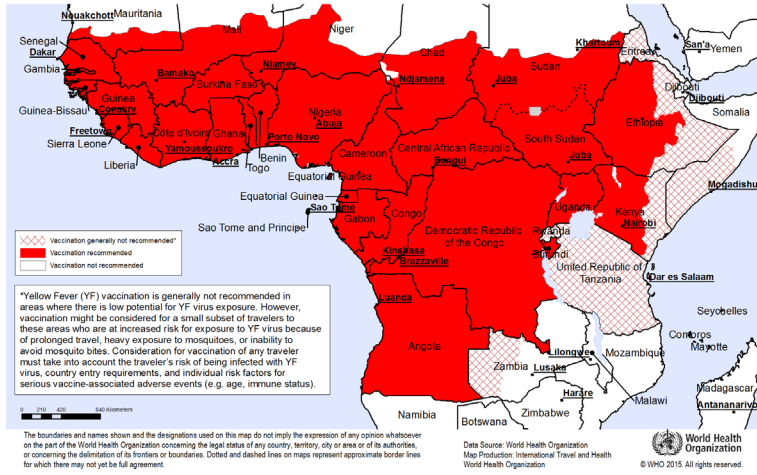 Nouakchott
Mauritania
Mali
Niger
Khartoum
Eritrea
San'a
Yemen
Senegal
Dakar
Gambia
Bamako
Niamey
Burkina Faso
Chad
Ndjamena
Sudan
Juba
Djibouti
Djibouti
Somalia
Guinea-Bissau
Guinea
Conakry
Nigeria
Abuja
Ethiopia
Freetown
Sierra Leone
Côte d'Ivoire
Ghana
Porto Novo
South Sudan
Liberia
Yamoussoukro
Accra
Togo
Benin
Cameroon
Central African Republic
Bangui
Juba
Equatorial Guinea
Mogadishu
Equatorial Guinea
Sao Tome
Gabon
Congo
Democratic Republic
of the Congo
Uganda
Kenya
Nairobi
Sao Tome and Principe
Rwanda
Burundi
Kinshasa
Brazzaville
United Republic of
Tanzania
Dar es Salaam
Vaccination generally not recommended*
Vaccination recommended
Vaccination not recommended
Luanda
Seychelles
*Yellow Fever (YF) vaccination is generally not recommended in
areas where there is low potential for YF virus exposure. However,
vaccination might be considered for a small subset of travelers to
these areas who are at increased risk for exposure to YF virus because
of prolonged travel, heavy exposure to mosquitoes, or inability to
avoid mosquito bites. Consideration for vaccination of any traveler
must take into account the traveler's risk of being infected with YF
virus, country entry requirements, and individual risk factors for
serious vaccine-associated adverse events (e.g. age, immune status).
Angola
Zambia
Lilongwe
Lusaka
Mozambique
Comoros
Mayotte
Malawi
Harare
Zimbabwe
Madagascar
Antananarivo
Namibia
Botswana
0 210 420 840 Kilometers
The boundaries and names shown and the designations used on this map do not imply the expression of any opinion whatsoever
on the part of the World Health Organization concerning the legal status of any country, territory, city or area or of its authorities,
or concerning the delimitation of its frontiers or boundaries. Dotted and dashed lines on maps represent approximate border lines
for which there may not yet be full agreement.
Data Source: World Health Organization
Map Production: International Travel and Health
World Health Organization
World Health
Organization
© WHO 2015. All rights reserved.